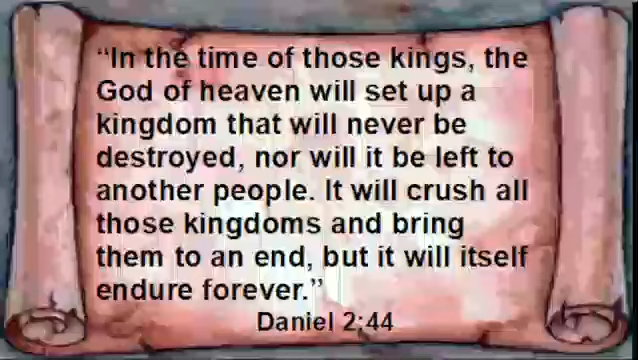 “In the time of those kings, the
God of heaven will set up a
kingdom that will never be
destroyed, nor will it be left to
another people. It will crush all
those kingdoms and bring
them to an end, but it will itself
endure forever.”
Daniel 2:44